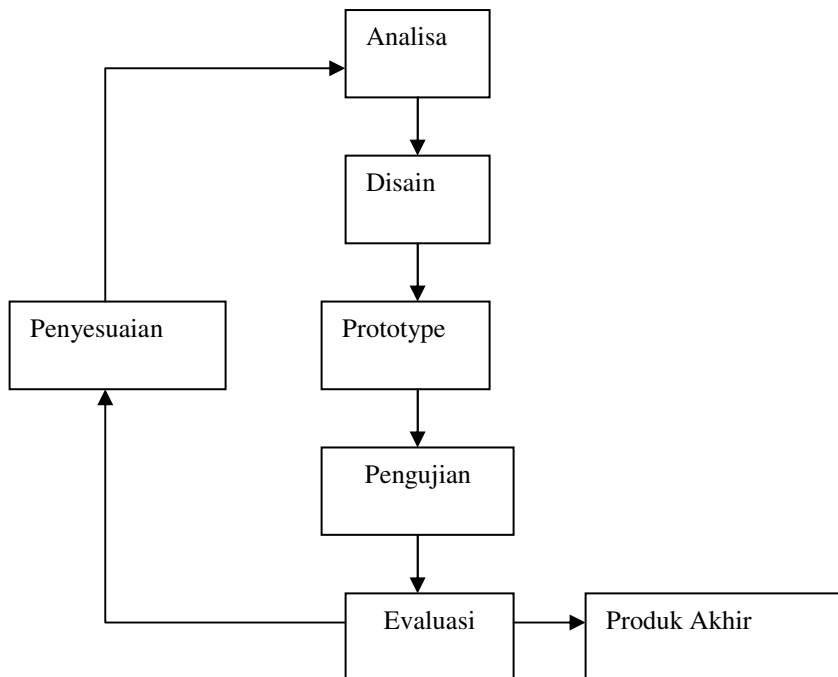 Analisa
Disain
Penyesuaian
Prototype
Pengujian
Evaluasi
Produk Akhir